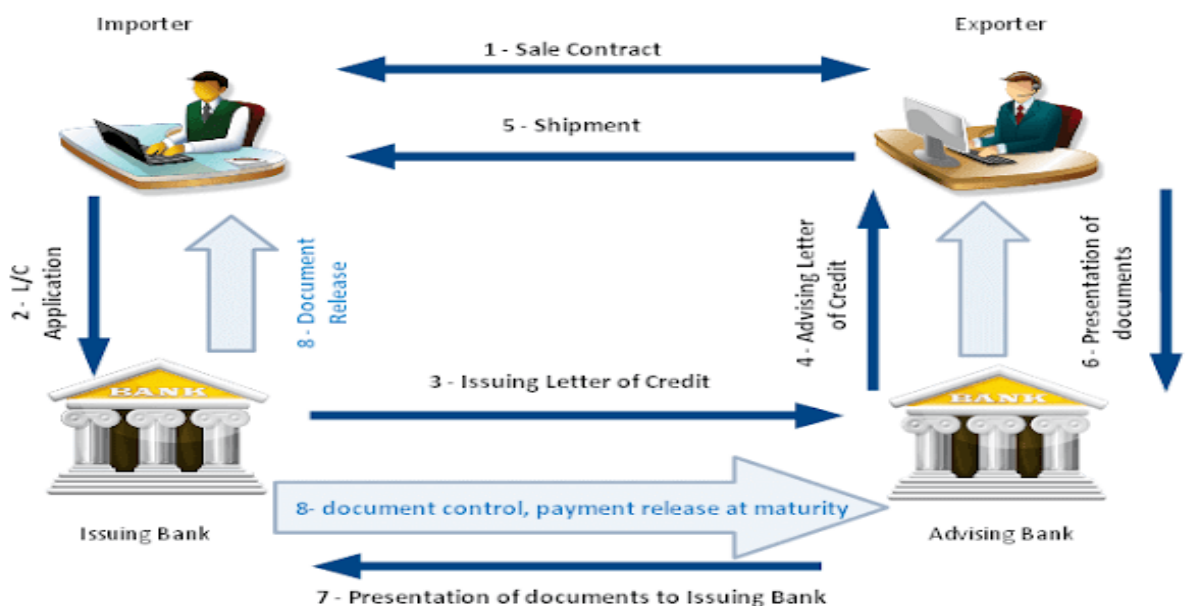 Importer
Exporter
1 - Sale Contract
5 - Shipment
2 - L/C
Application
8 - Document
Release
4 - Advising Letter
of Credit
6 - Presentation of
documents
3 - Issuing Letter of Credit
BANK
BANK
8- document control, payment release at maturity
Issuing Bank
Advising Bank
7 - Presentation of documents to Issuing Bank